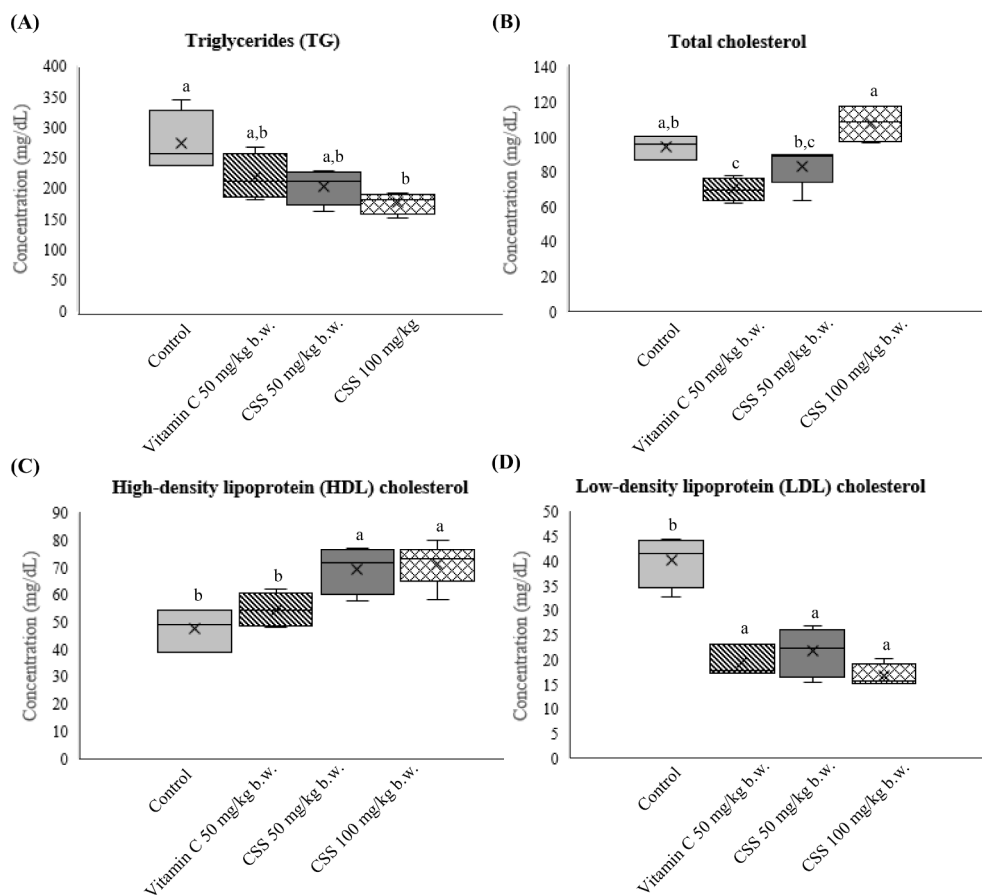 (A)
Triglycerides (TG)
Concentration (mg/dL)
400
350
300
250
200
150
100
50
0
a
a,b
a,b
b
Control
Vitamin C 50 mg/kg b.w.
CSS 50 mg/kg b.w.
CSS 100 mg/kg
(B)
Total cholesterol
Concentration (mg/dL)
140
120
100
80
60
40
20
0
a,b
c
b,c
a
Control
Vitamin C 50 mg/kg b.w.
CSS 50 mg/kg b.w.
CSS 100 mg/kg b.w.
(C)
High-density lipoprotein (HDL) cholesterol
Concentration (mg/dL)
90
80
70
60
50
40
30
20
10
0
b
b
a
a
Control
Vitamin C 50 mg/kg b.w.
CSS 50 mg/kg b.w.
CSS 100 mg/kg b.w.
(D)
Low-density lipoprotein (LDL) cholesterol
Concentration (mg/dL)
50
45
40
35
30
25
20
15
10
5
0
b
a
a
a
Control
Vitamin C 50 mg/kg b.w.
CSS 50 mg/kg b.w.
CSS 100 mg/kg b.w.